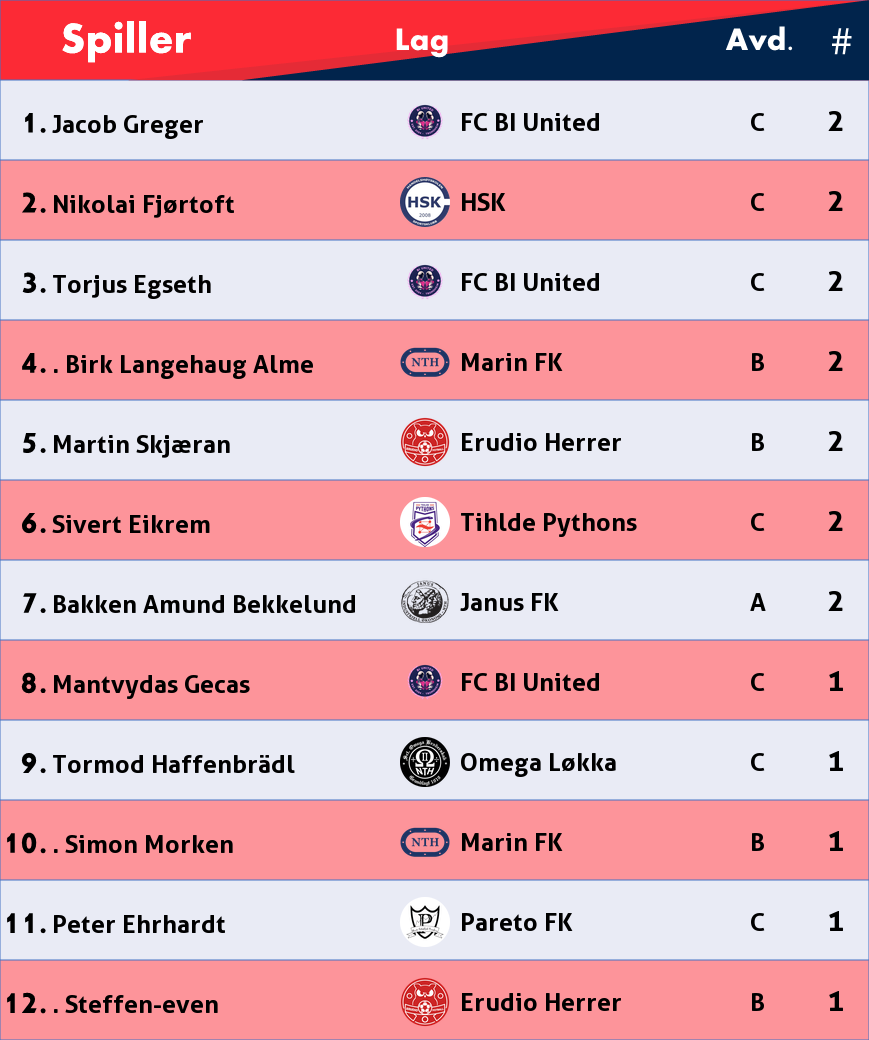 Spiller Lag Avd. #
1. Jacob Greger FC BI United C 2
2. Nikolai Fjørtoft HSK HSK C 2
2008
3. Torjus Egseth FC BI United C 2
4. . Birk Langehaug Alme NTH Marin FK B 2
5. Martin Skjæran Erudio Herrer B 2
6. Sivert Eikrem PYTHONS Tihlde Pythons C 2
7. Bakken Amund Bekkelund JANUS Janus FK A 2
8. Mantvydas Gecas FC BI United C 1
9. Tormod Haffenbrädl NTH Omega Løkka C 1
10. . Simon Morken NTH Marin FK B 1
11. Peter Ehrhardt P Pareto FK C 1
12. . Steffen-even Erudio Herrer B 1